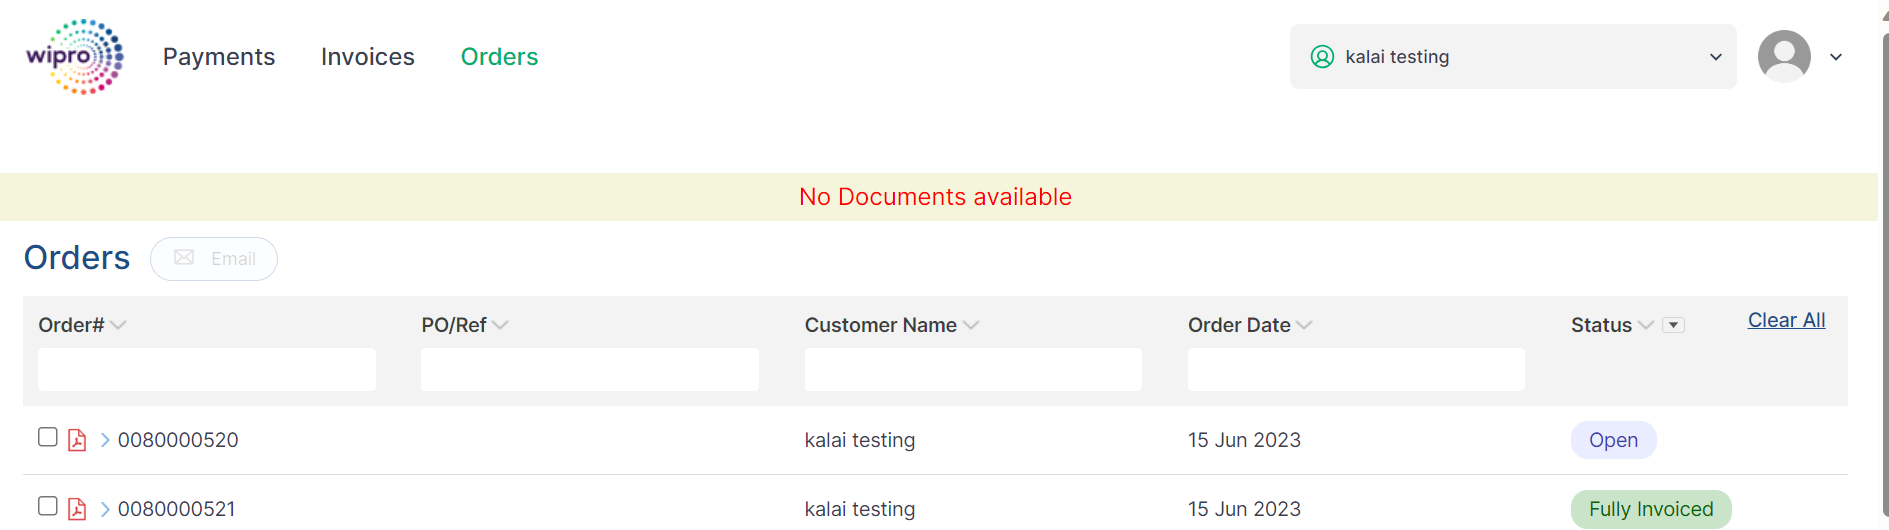 wipro Payments Invoices Orders kalai testing
No Documents available
Orders Email
Order# PO/Ref Customer Name Order Date Status Clear All
0080000520 kalai testing 15 Jun 2023 Open
0080000521 kalai testing 15 Jun 2023 Fully Invoiced